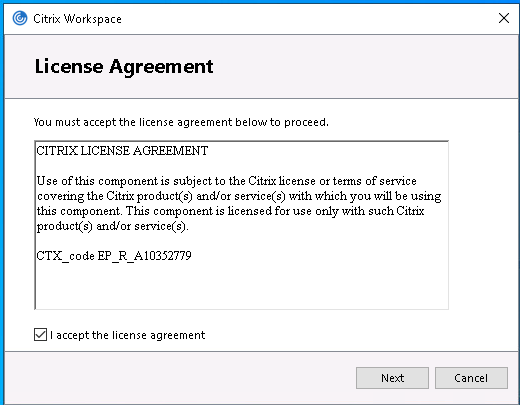 Citrix Workspace
License Agreement
You must accept the license agreement below to proceed.
CITRIX LICENSE AGREEMENT
Use of this component is subject to the Citrix license or terms of service
covering the Citrix product(s) and/or service(s) with which you will be using
this component. This component is licensed for use only with such Citrix
product(s) and/or service(s).
CTX_code EP_R_A10352779
I accept the license agreement
Next
Cancel